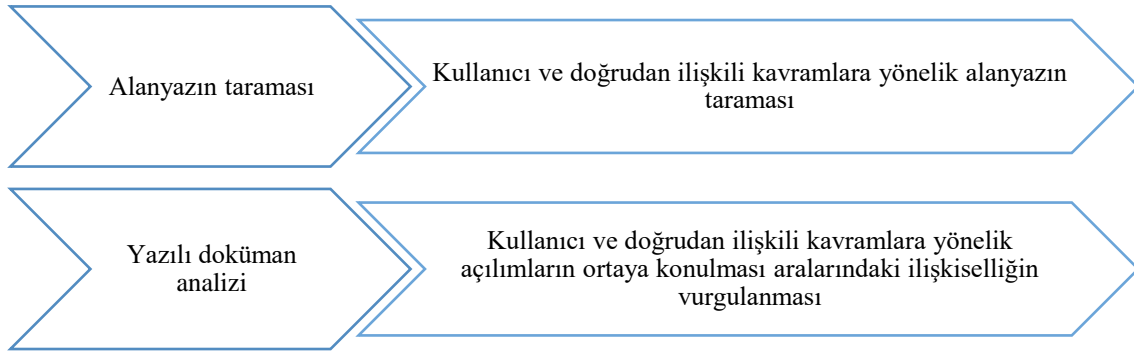 Alanyazın taraması
Kullanıcı ve doğrudan ilişkili kavramlara yönelik alanyazın
taraması
Yazılı doküman
analizi
Kullanıcı ve doğrudan ilişkili kavramlara yönelik
açılımların ortaya konulması aralarındaki ilişkiselliğin
vurgulanması